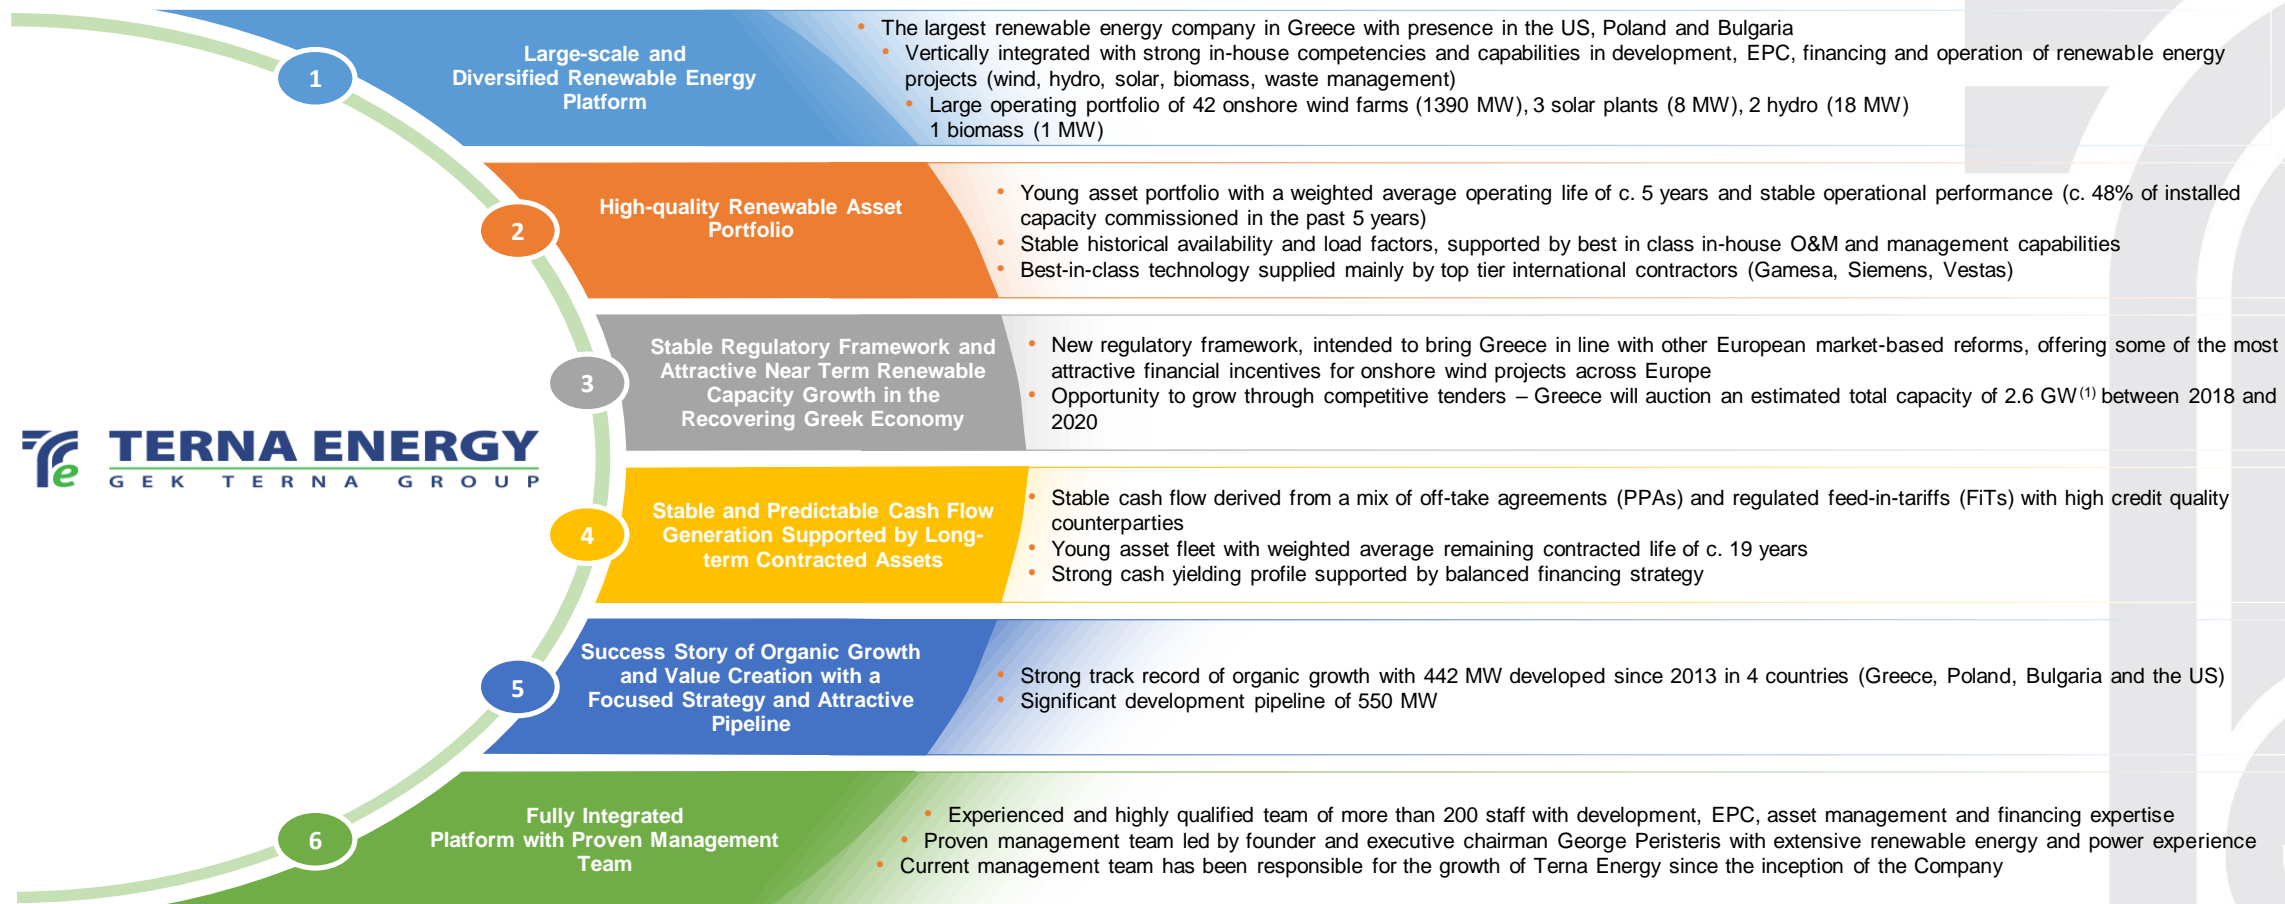 TERNA ENERGY
GEK TERNA GROUP
1
Large-scale and
Diversified Renewable Energy
Platform
• The largest renewable energy company in Greece with presence in the US, Poland and Bulgaria
• Vertically integrated with strong in-house competencies and capabilities in development, EPC, financing and operation of renewable energy
projects (wind, hydro, solar, biomass, waste management)
• Large operating portfolio of 42 onshore wind farms (1390 MW), 3 solar plants (8 MW), 2 hydro (18 MW)
1 biomass (1 MW)
2
High-quality Renewable Asset
Portfolio
• Young asset portfolio with a weighted average operating life of c. 5 years and stable operational performance (c. 48% of installed
capacity commissioned in the past 5 years)
• Stable historical availability and load factors, supported by best in class in-house O&M and management capabilities
• Best-in-class technology supplied mainly by top tier international contractors (Gamesa, Siemens, Vestas)
3
Stable Regulatory Framework and
Attractive Near Term Renewable
Capacity Growth in the
Recovering Greek Economy
• New regulatory framework, intended to bring Greece in line with other European market-based reforms, offering some of the most
attractive financial incentives for onshore wind projects across Europe
• Opportunity to grow through competitive tenders – Greece will auction an estimated total capacity of 2.6 GW(1) between 2018 and
2020
4
Stable and Predictable Cash Flow
Generation Supported by Long-
term Contracted Assets
• Stable cash flow derived from a mix of off-take agreements (PPAs) and regulated feed-in-tariffs (FiTs) with high credit quality
counterparties
• Young asset fleet with weighted average remaining contracted life of c. 19 years
• Strong cash yielding profile supported by balanced financing strategy
5
Success Story of Organic Growth
and Value Creation with a
Focused Strategy and Attractive
Pipeline
• Strong track record of organic growth with 442 MW developed since 2013 in 4 countries (Greece, Poland, Bulgaria and the US)
• Significant development pipeline of 550 MW
6
Fully Integrated
Platform with Proven Management
Team
• Experienced and highly qualified team of more than 200 staff with development, EPC, asset management and financing expertise
• Proven management team led by founder and executive chairman George Peristeris with extensive renewable energy and power experience
• Current management team has been responsible for the growth of Terna Energy since the inception of the Company